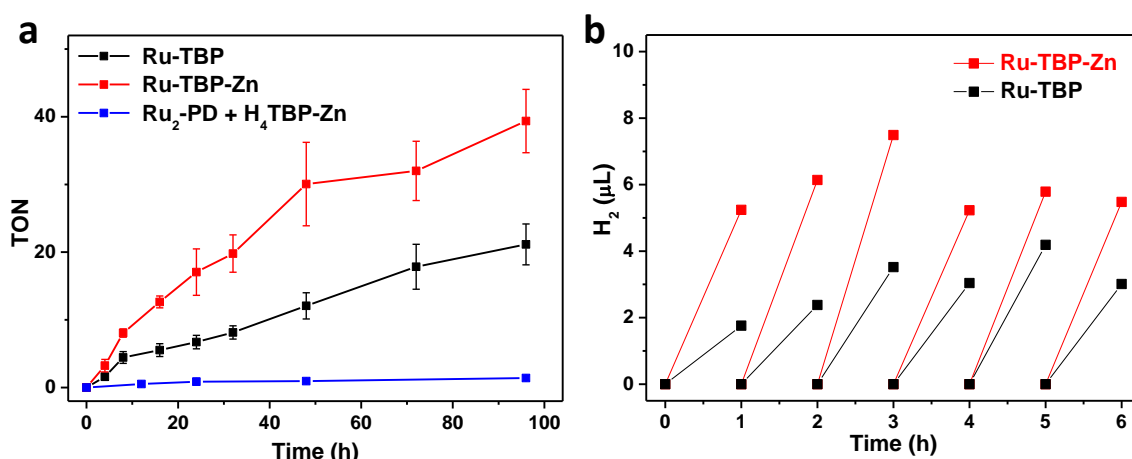 a
Ru-TBP
Ru-TBP-Zn
Ru₂-PD + H₄TBP-Zn
TON
40
20
0
0 20 40 60 80 100
Time (h)
b
Ru-TBP-Zn
Ru-TBP
H₂ (μL)
10
8
6
4
2
0
0 1 2 3 4 5 6
Time (h)